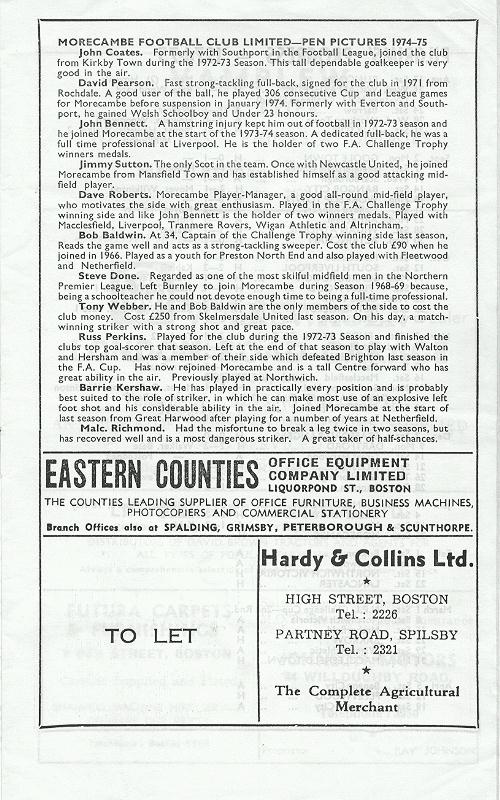 MORECAMBE FOOTBALL CLUB LIMITED—PEN PICTURES 1974-75
John Coates. Formerly with Southport in the Football League, joined the club
from Kirkby Town during the 1972-73 Season. This tall dependable goalkeeper is very
good in the air.
David Pearson. Fast strong-tackling full-back, signed for the club in 1971 from
Rochdale. A good user of the ball, he played 306 consecutive Cup and League games
for Morecambe before suspension in January 1974. Formerly with Everton and South-
port, he gained Welsh Schoolboy and Under 23 honours.
John Bennett. A hamstring injury kept him out of football in 1972-73 season and
he joined Morecambe at the start of the 1973-74 season. A dedicated full-back, he was a
full time professional at Liverpool. He is the holder of two F.A. Challenge Trophy
winners medals.
Jimmy Sutton. The only Scot in the team. Once with Newcastle United, he joined
Morecambe from Mansfield Town and has established himself as a good attacking mid-
field player.
Dave Roberts. Morecambe Player-Manager, a good all-round mid-field player,
who motivates the side with great enthusiasm. Played in the F.A. Challenge Trophy
winning side and like John Bennett is the holder of two winners medals. Played with
Macclesfield, Liverpool, Tranmere Rovers, Wigan Athletic and Altrincham.
Bob Baldwin. At 34, Captain of the Challenge Trophy winning side last season,
Reads the game well and acts as a strong-tackling sweeper. Cost the club £90 when he
joined in 1966. Played as a youth for Preston North End and also played with Fleetwood
and Netherfield.
Steve Done. Regarded as one of the most skilful midfield men in the Northern
Premier League. Left Burnley to join Morecambe during Season 1968-69 because,
being a schoolteacher he could not devote enough time to being a full-time professional.
Tony Webber. He and Bob Baldwin are the only members of the side to cost the
club money. Cost £250 from Skelmersdale United last season. On his day, a match-
winning striker with a strong shot and great pace.
Russ Perkins. Played for the club during the 1972-73 Season and finished the
clubs top goal-scorer that season. Left at the end of that season to play with Walton
and Hersham and was a member of their side which defeated Brighton last season in
the F.A. Cup. Has now rejoined Morecambe and is a tall Centre forward who has
great ability in the air. Previously played at Northwich.
Barrie Kershaw. He has played in practically every position and is probably
best suited to the role of striker, in which he can make most use of an explosive left
foot shot and his considerable ability in the air. Joined Morecambe at the start of
last season from Great Harwood after playing for a number of years at Netherfield.
Malc. Richmond. Had the misfortune to break a leg twice in two seasons, but
has recovered well and is a most dangerous striker. A great taker of half-schances.
EASTERN COUNTIES OFFICE EQUIPMENT
COMPANY LIMITED
LIQUORPOND ST., BOSTON
THE COUNTIES LEADING SUPPLIER OF OFFICE FURNITURE, BUSINESS MACHINES,
PHOTOCOPIERS AND COMMERCIAL STATIONERY
Branch Offices also at SPALDING, GRIMSBY, PETERBOROUGH & SCUNTHORPE.
TO LET
Hardy & Collins Ltd.
HIGH STREET, BOSTON
Tel. : 2226
PARTNEY ROAD, SPILSBY
Tel. : 2321
The Complete Agricultural
Merchant